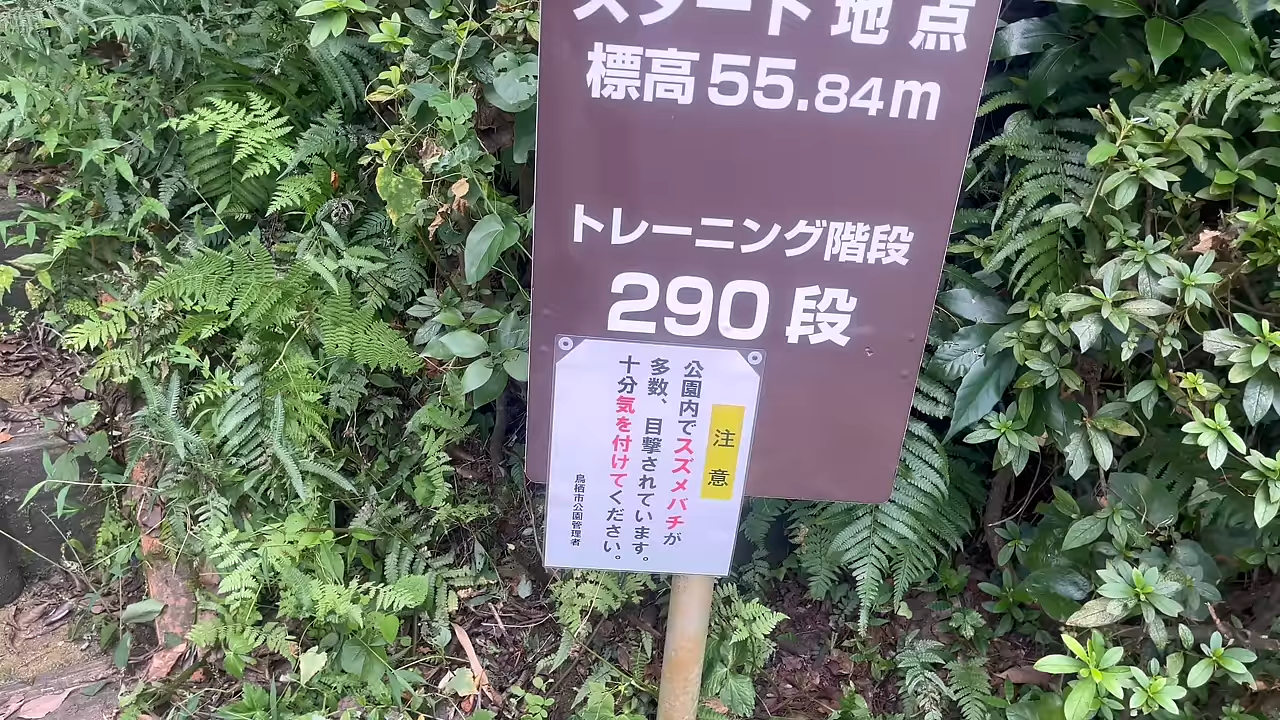 スタート地点
標高55.84m
トレーニング階段
290段
注意
公園内でスズメバチが
多数、目撃されています。
十分気を付けてください。
鳥栖市公園管理者